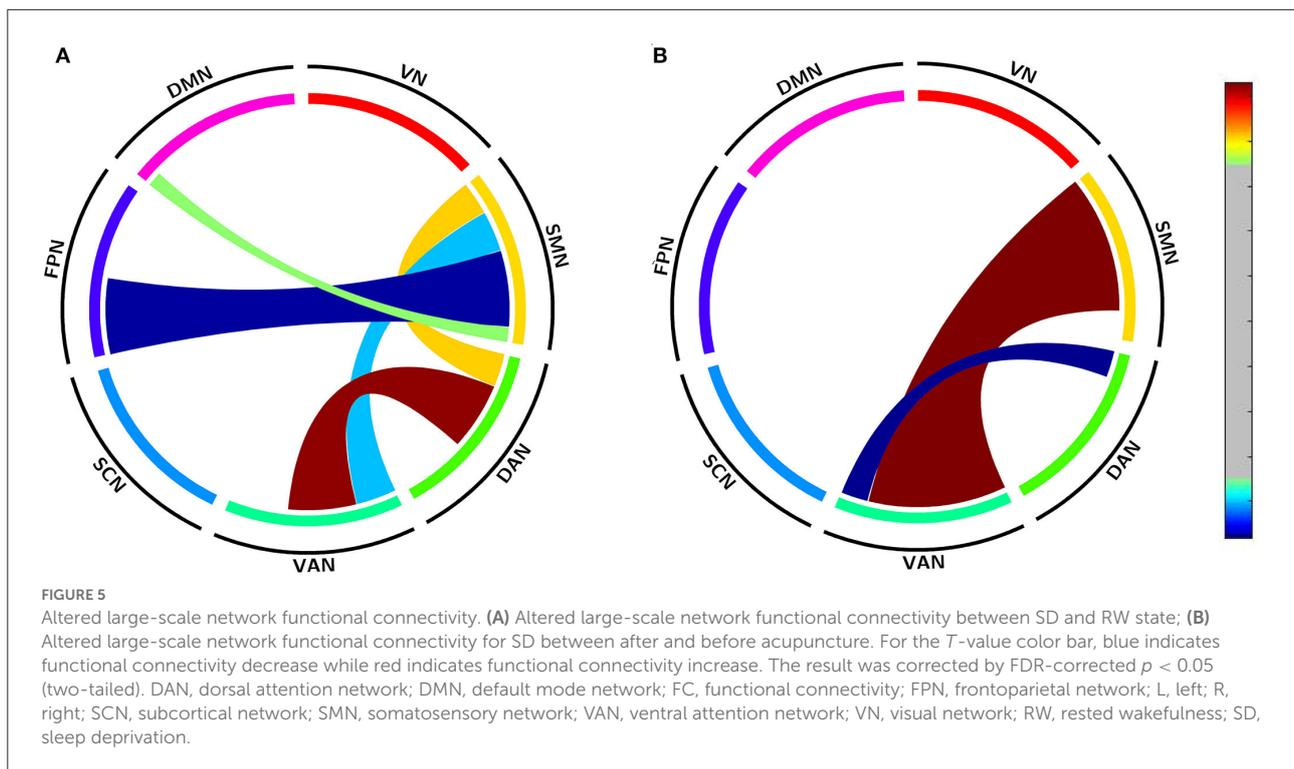 A
B
DMN
VN
DMN
VN
FPN
SMN
FPN
SMN
SCN
DAN
SCN
DAN
VAN
VAN
FIGURE 5
Altered large-scale network functional connectivity. (A) Altered large-scale network functional connectivity between SD and RW state; (B)
Altered large-scale network functional connectivity for SD between after and before acupuncture. For the T-value color bar, blue indicates
functional connectivity decrease while red indicates functional connectivity increase. The result was corrected by FDR-corrected p < 0.05
(two-tailed). DAN, dorsal attention network; DMN, default mode network; FC, functional connectivity; FPN, frontoparietal network; L, left; R,
right; SCN, subcortical network; SMN, somatosensory network; VAN, ventral attention network; VN, visual network; RW, rested wakefulness; SD,
sleep deprivation.